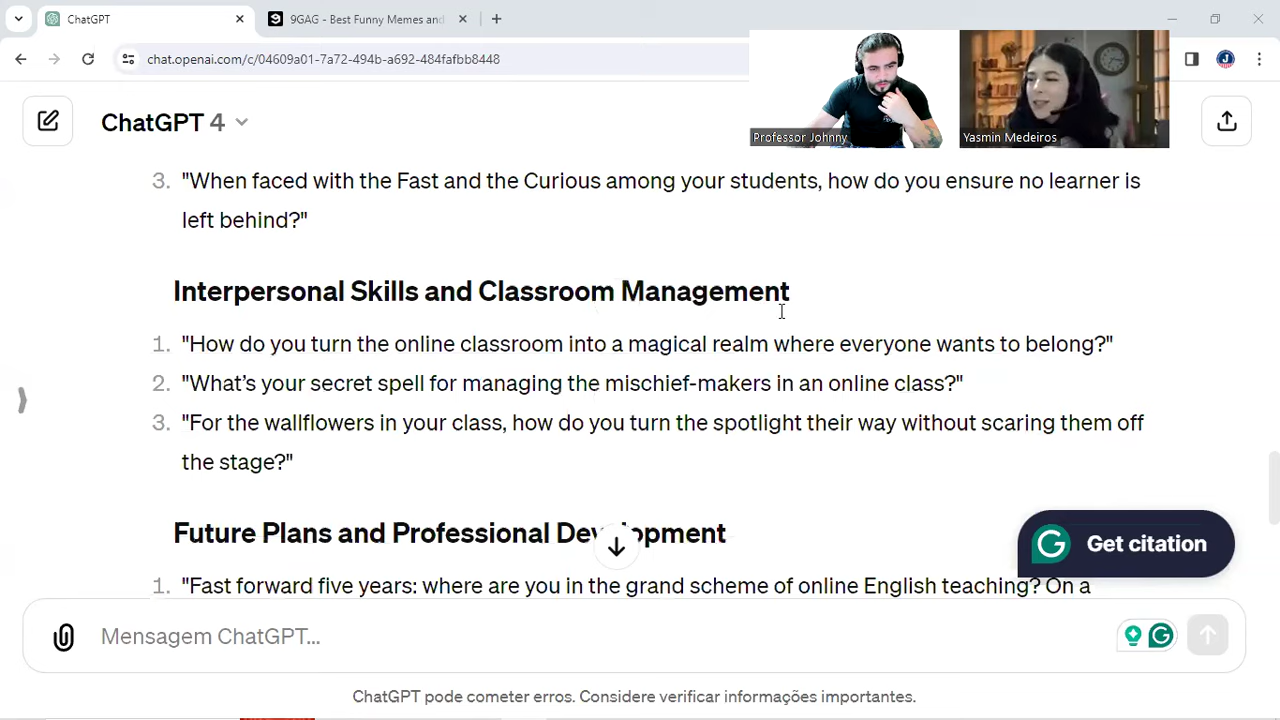 ChatGPT
9GAG - Best Funny Memes and
chat.openai.com/c/04609a01-7a72-494b-a692-484fafbb8448
Professor Johnny
Yasmin Medeiros
ChatGPT 4
3. "When faced with the Fast and the Curious among your students, how do you ensure no learner is
left behind?"
Interpersonal Skills and Classroom Management
1. "How do you turn the online classroom into a magical realm where everyone wants to belong?"
2. "What's your secret spell for managing the mischief-makers in an online class?"
3. "For the wallflowers in your class, how do you turn the spotlight their way without scaring them off
the stage?"
Future Plans and Professional Development
Get citation
1. "Fast forward five years: where are you in the grand scheme of online English teaching? On a
Mensagem ChatGPT...
ChatGPT pode cometer erros. Considere verificar informações importantes.